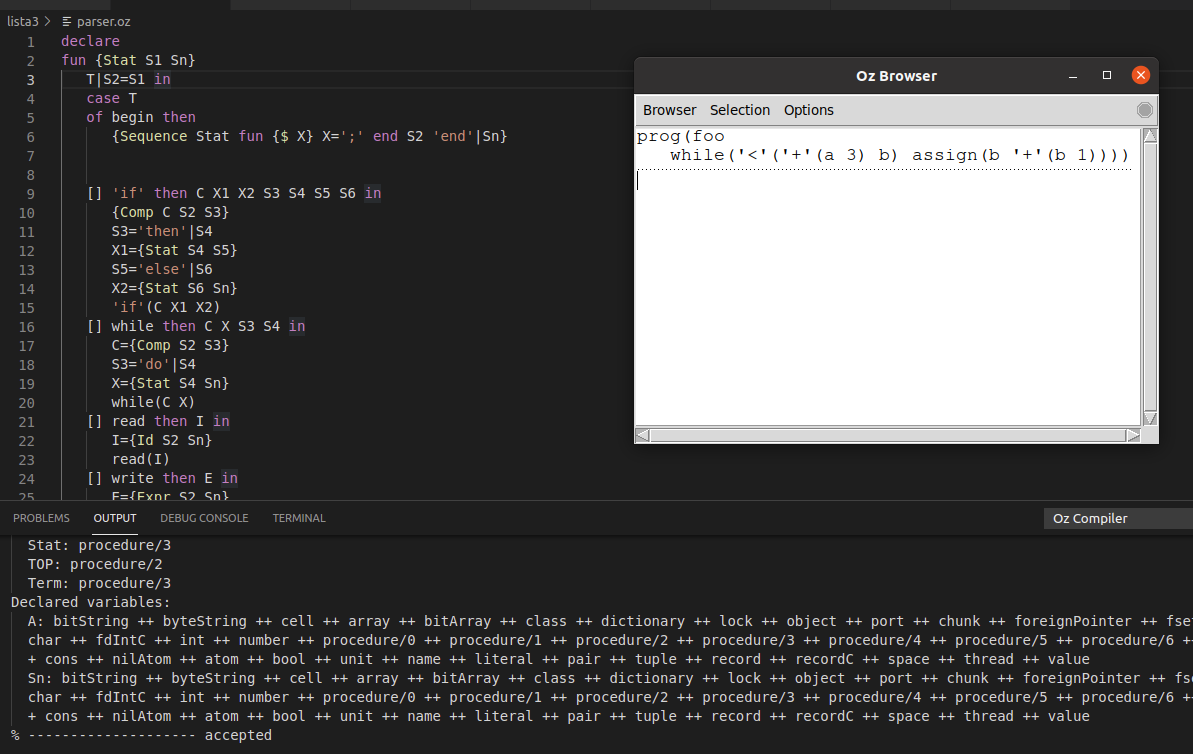 lista3 > parser.oz
1 declare
2 fun {Stat S1 Sn}
3 T|S2=S1 in
4 case T
5 of begin then
6 {Sequence Stat fun {$ X} X=';' end S2 'end'|Sn}
7
8
9 [] 'if' then C X1 X2 S3 S4 S5 S6 in
10 {Comp C S2 S3}
11 S3='then'|S4
12 X1={Stat S4 S5}
13 S5='else'|S6
14 X2={Stat S6 Sn}
15 'if'(C X1 X2)
16 [] while then C X S3 S4 in
17 C={Comp S2 S3}
18 S3='do'|S4
19 X={Stat S4 Sn}
20 while(C X)
21 [] read then I in
22 I={Id S2 Sn}
23 read(I)
24 [] write then E in
25 E={Expr S2 Sn}
Oz Browser
Browser Selection Options
prog(foo
while('<'('+'(a 3) b) assign(b '+'(b 1))))
PROBLEMS OUTPUT DEBUG CONSOLE TERMINAL Oz Compiler
Stat: procedure/3
TOP: procedure/2
Term: procedure/3
Declared variables:
A: bitString ++ byteString ++ cell ++ array ++ bitArray ++ class ++ dictionary ++ lock ++ object ++ port ++ chunk ++ foreignPointer ++ fse
char ++ fdIntC ++ int ++ number ++ procedure/0 ++ procedure/1 ++ procedure/2 ++ procedure/3 ++ procedure/4 ++ procedure/5 ++ procedure/6 ++
+ cons ++ nilAtom ++ atom ++ bool ++ unit ++ name ++ literal ++ pair ++ tuple ++ record ++ recordC ++ space ++ thread ++ value
Sn: bitString ++ byteString ++ cell ++ array ++ bitArray ++ class ++ dictionary ++ lock ++ object ++ port ++ chunk ++ foreignPointer ++ fs
char ++ fdIntC ++ int ++ number ++ procedure/0 ++ procedure/1 ++ procedure/2 ++ procedure/3 ++ procedure/4 ++ procedure/5 ++ procedure/6 ++
+ cons ++ nilAtom ++ atom ++ bool ++ unit ++ name ++ literal ++ pair ++ tuple ++ record ++ recordC ++ space ++ thread ++ value
% -------------------- accepted